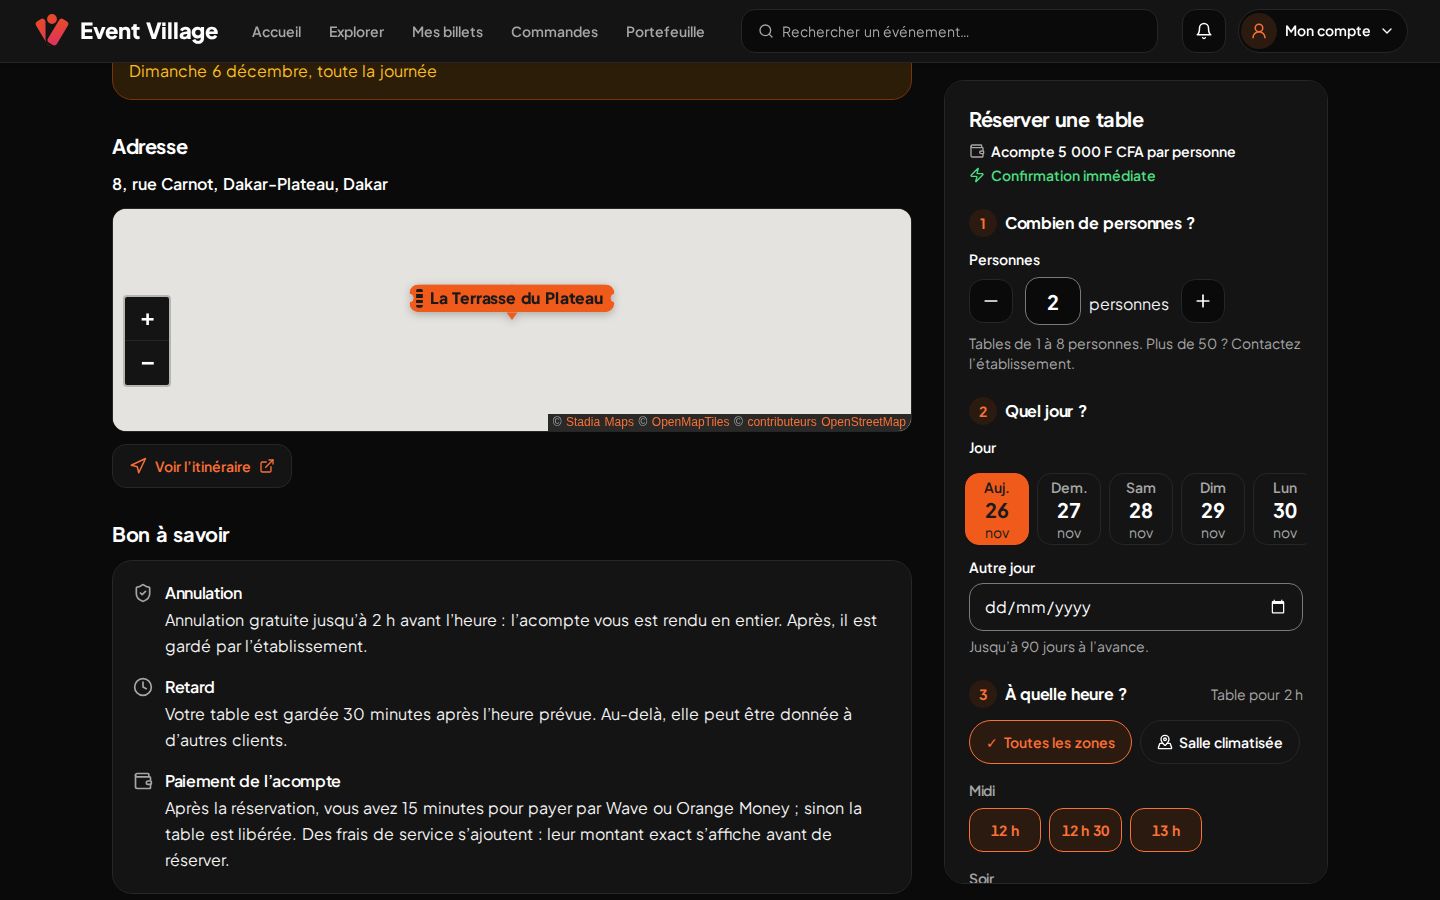 Event Village
Accueil
Explorer
Mes billets
Commandes
Portefeuille
Rechercher un événement…
Mon compte
Dimanche 6 décembre, toute la journée
Adresse
8, rue Carnot, Dakar-Plateau, Dakar
La Terrasse du Plateau
+
−
© Stadia Maps © OpenMapTiles © contributeurs OpenStreetMap
Voir l’itinéraire
Bon à savoir
Annulation
Annulation gratuite jusqu’à 2 h avant l’heure : l’acompte vous est rendu en entier. Après, il est
gardé par l’établissement.
Retard
Votre table est gardée 30 minutes après l’heure prévue. Au-delà, elle peut être donnée à
d’autres clients.
Paiement de l’acompte
Après la réservation, vous avez 15 minutes pour payer par Wave ou Orange Money ; sinon la
table est libérée. Des frais de service s’ajoutent : leur montant exact s’affiche avant de
réserver.
Réserver une table
Acompte 5 000 F CFA par personne
Confirmation immédiate
1 Combien de personnes ?
Personnes
2 personnes
Tables de 1 à 8 personnes. Plus de 50 ? Contactez
l’établissement.
2 Quel jour ?
Jour
Auj. Dem. Sam Dim Lun
26 27 28 29 30
nov nov nov nov nov
Autre jour
dd/mm/yyyy
Jusqu’à 90 jours à l’avance.
3 À quelle heure ? Table pour 2 h
✓ Toutes les zones Salle climatisée
Midi
12 h 12 h 30 13 h
Soir